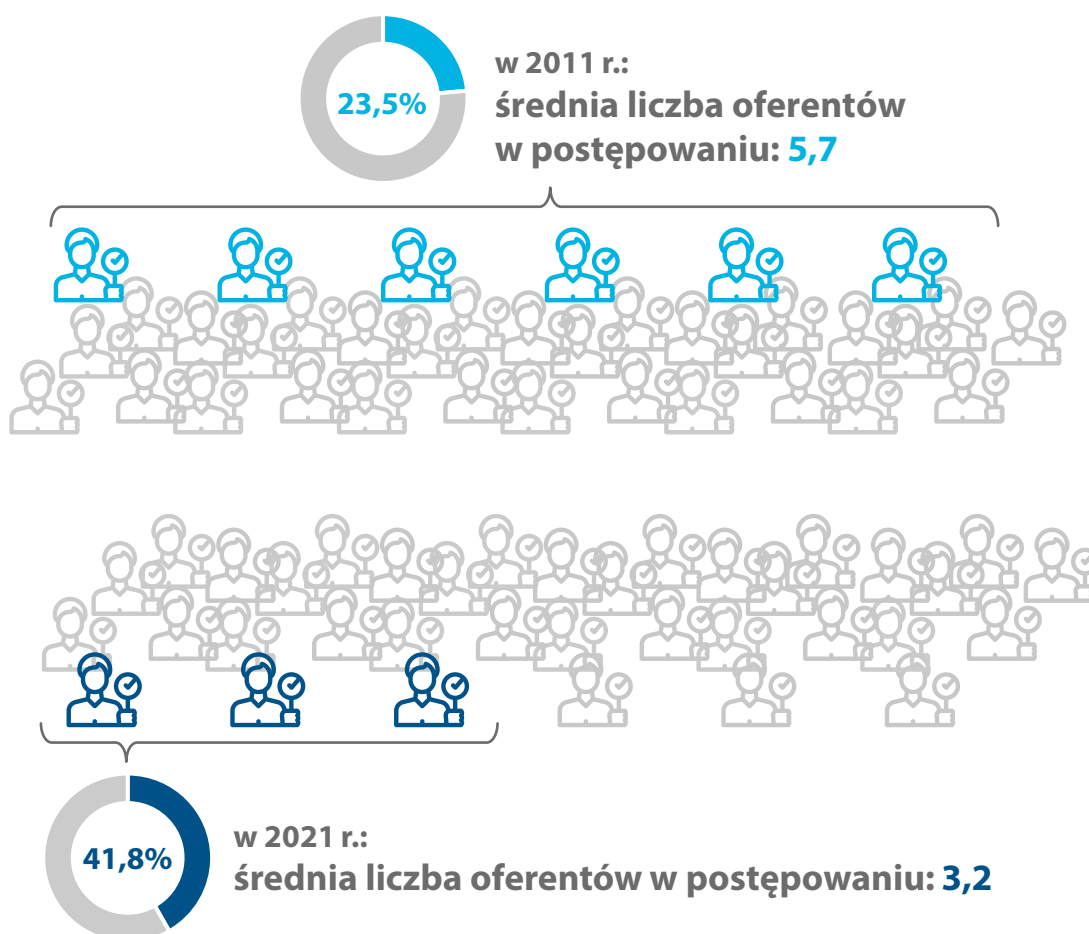 23,5%
w 2011 r.:
średnia liczba oferentów
w postępowaniu: 5,7
41,8%
w 2021 r.:
średnia liczba oferentów w postępowaniu: 3,2